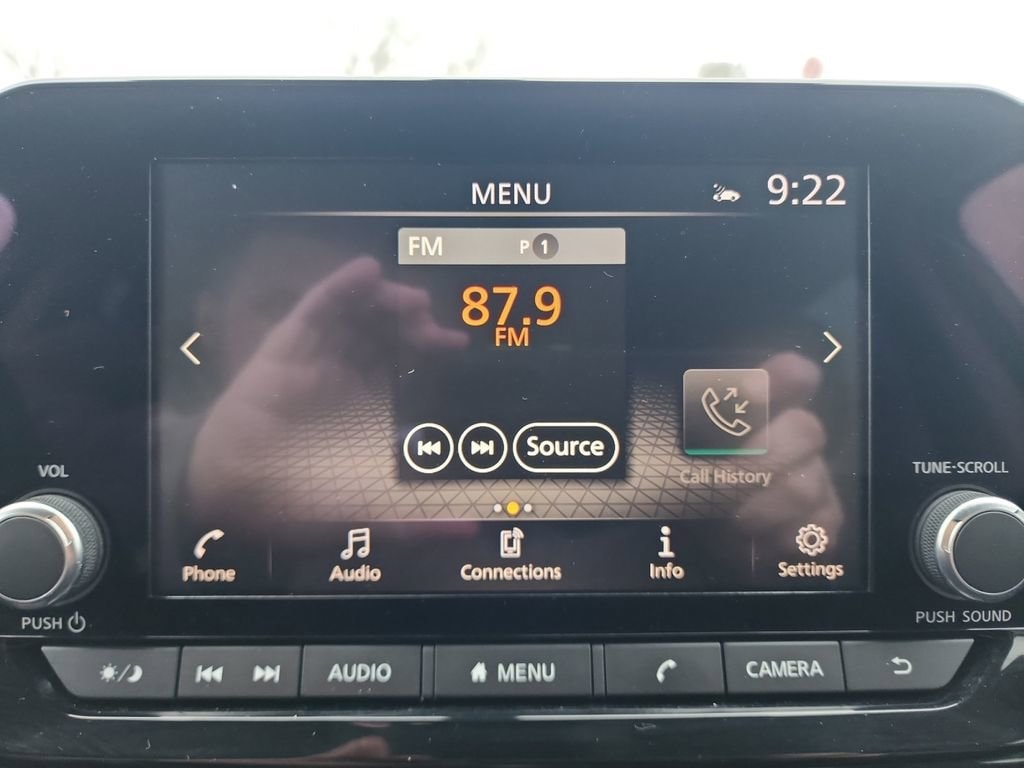 MENU
9:22
FM P 1
87.9
FM
Source
Call History
VOL
TUNE-SCROLL
Phone
Audio
Connections
Info
Settings
PUSH
PUSH SOUND
AUDIO
MENU
CAMERA